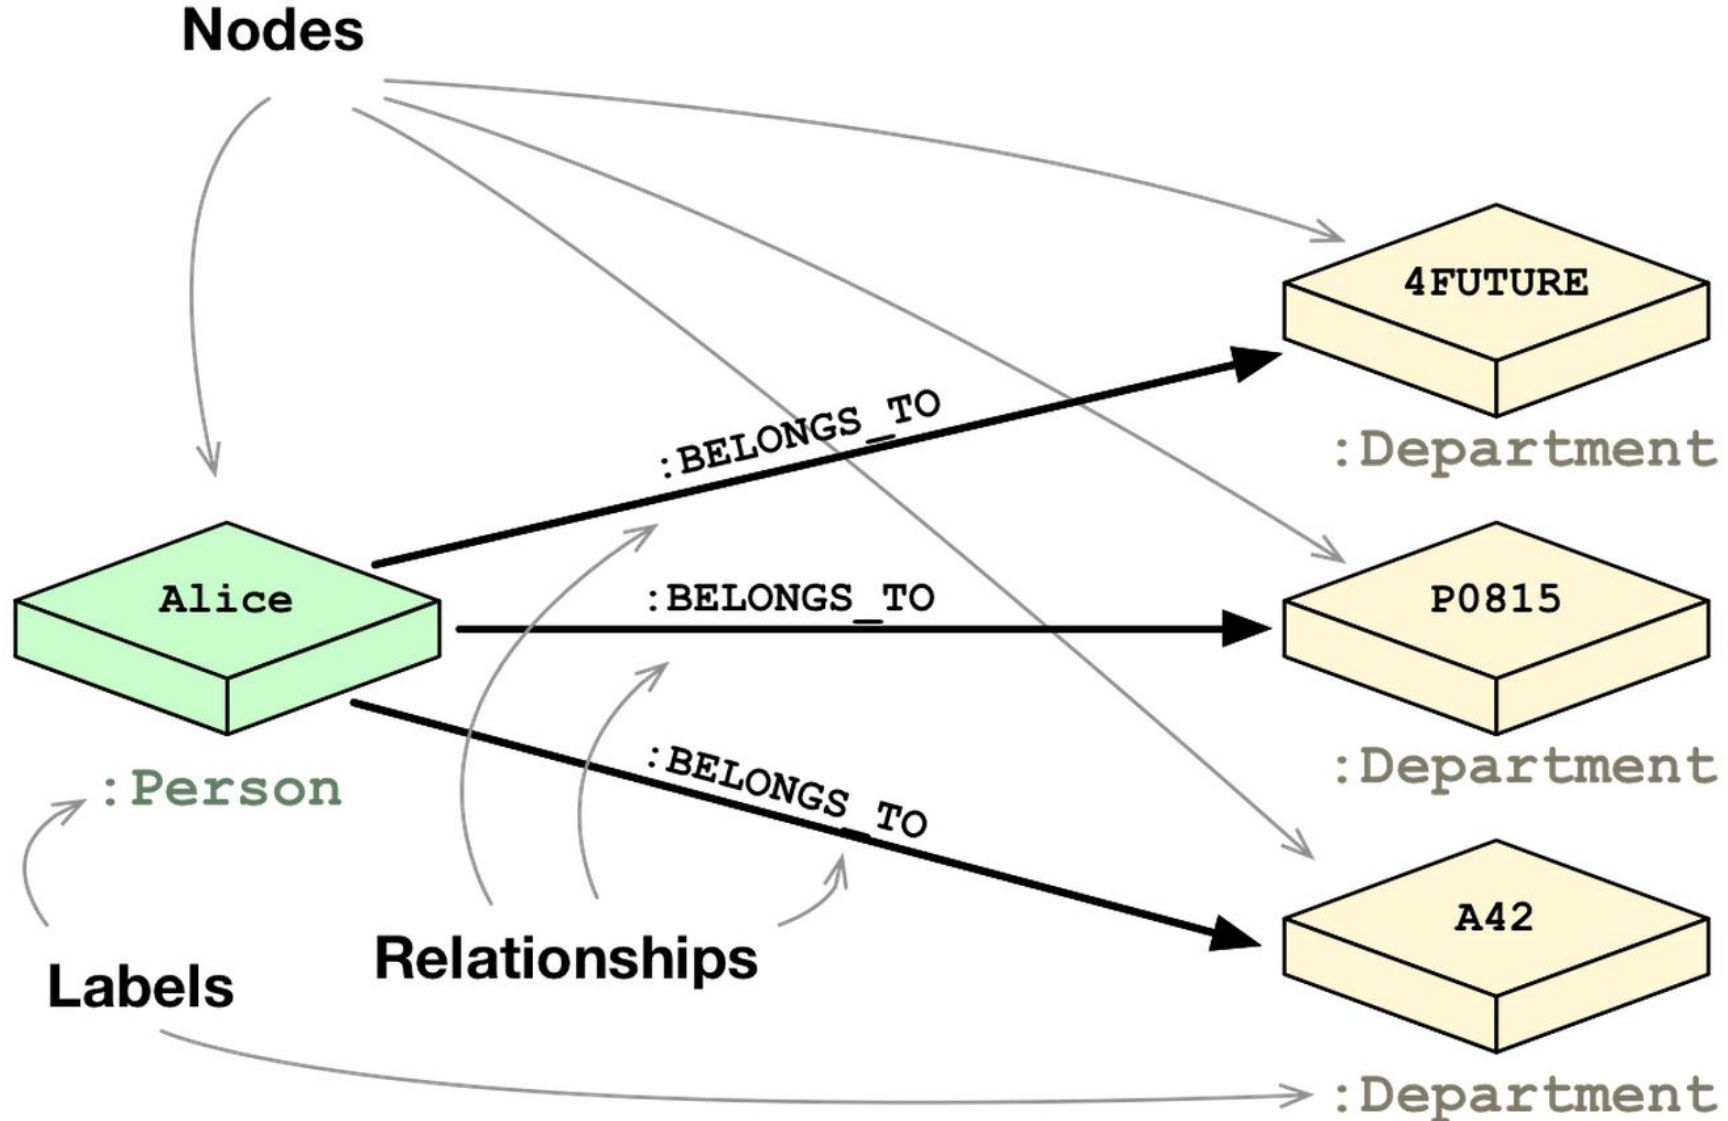 Nodes
4FUTURE
:BELONGS_TO
:Department
Alice
:BELONGS_TO
P0815
:Person
:BELONGS_TO
:Department
A42
Relationships
Labels
:Department